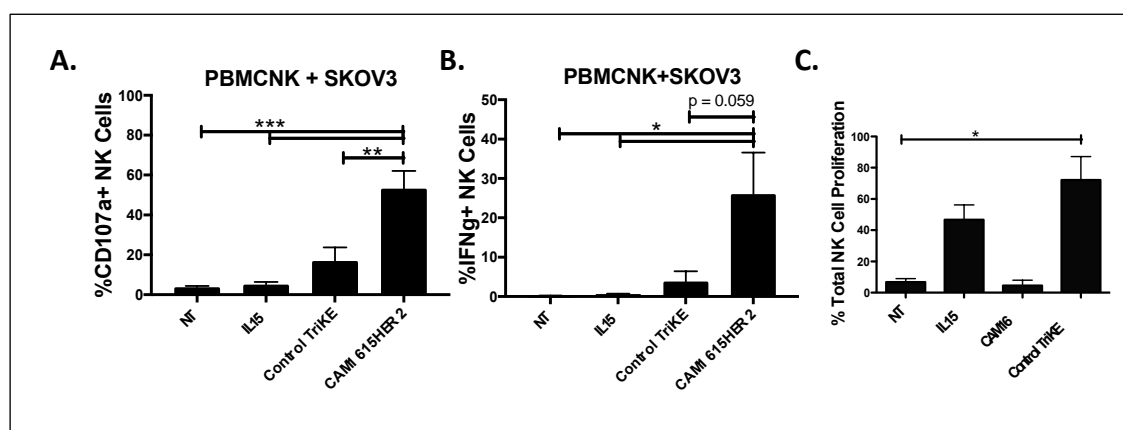 A.
PBMCNK + SKOV3
%CD107a+ NK Cells
100
80
60
40
20
0
***
**
NT
IL15
Control TriKE
CAM1 615HER 2
B.
PBMCNK+SKOV3
%IFNg+ NK Cells
50
40
30
20
10
0
p = 0.059
*
NT
IL15
Control TriKE
CAM1 615HER 2
C.
% Total NK Cell Proliferation
100
80
60
40
20
0
*
NT
IL15
CAM16
Control TriKE